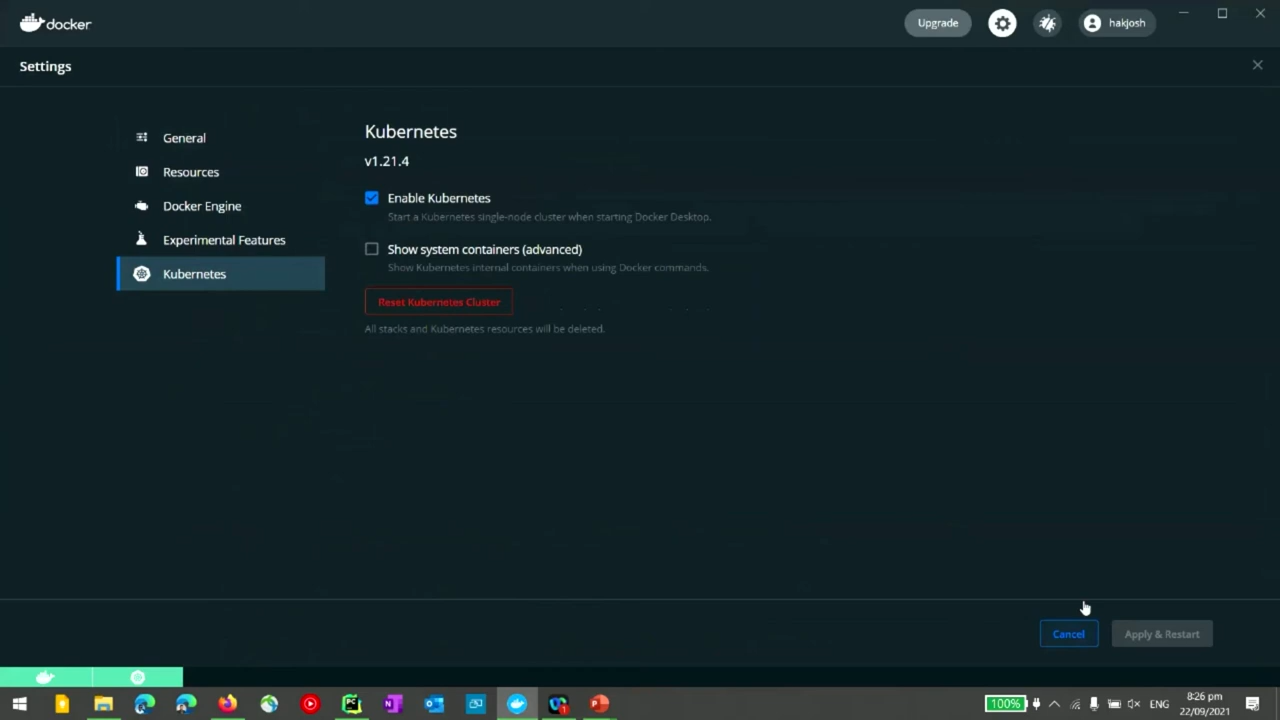 docker
Upgrade
hakjosh
Settings
General
Resources
Docker Engine
Experimental Features
Kubernetes
Kubernetes
v1.21.4
Enable Kubernetes
Start a Kubernetes single-node cluster when starting Docker Desktop.
Show system containers (advanced)
Show Kubernetes internal containers when using Docker commands.
Reset Kubernetes Cluster
All stacks and Kubernetes resources will be deleted.
Cancel
Apply & Restart
100%
ENG
8:26 pm
22/09/2021